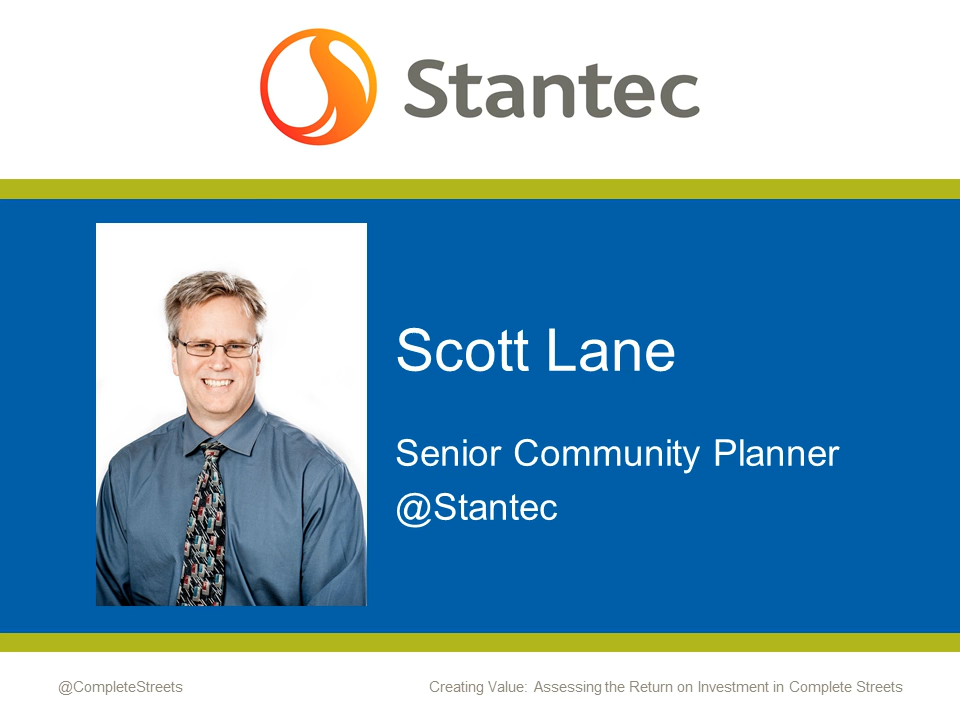 Stantec
Scott Lane
Senior Community Planner
@Stantec
@CompleteStreets
Creating Value: Assessing the Return on Investment in Complete Streets